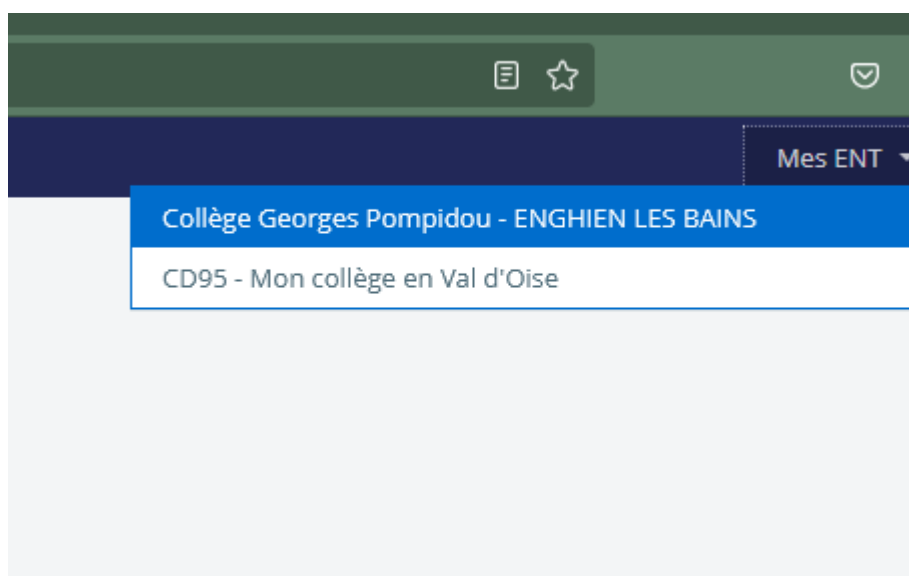 Mes ENT
Collège Georges Pompidou - ENGHIEN LES BAINS
CD95 - Mon collège en Val d'Oise